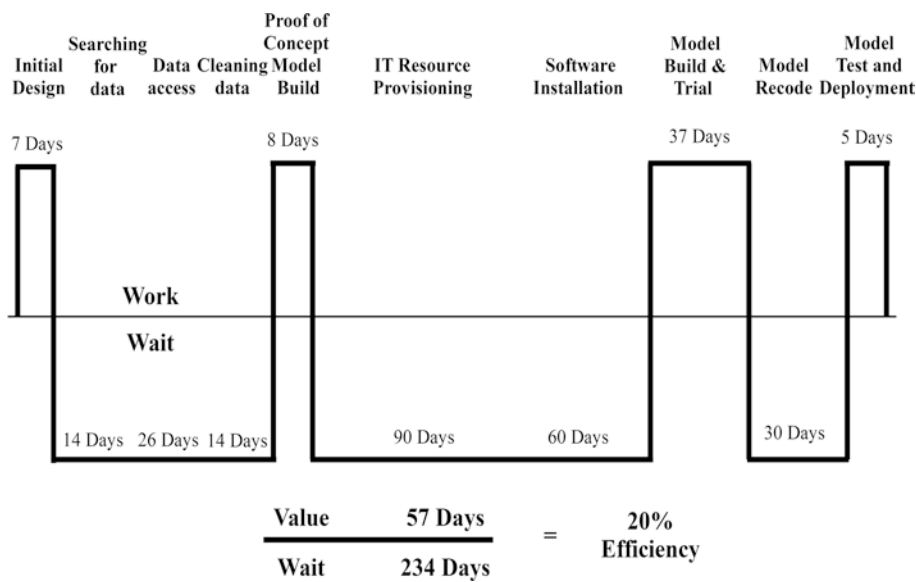 Initial
Design
Searching
for
data
Data
access
Cleaning
data
Proof of
Concept
Model
Build
IT Resource
Provisioning
Software
Installation
Model
Build &
Trial
Model
Recode
Model
Test and
Deployment
7 Days
8 Days
37 Days
5 Days
Work
Wait
14 Days
26 Days
14 Days
90 Days
60 Days
30 Days
Value 57 Days
Wait 234 Days
=
20%
Efficiency